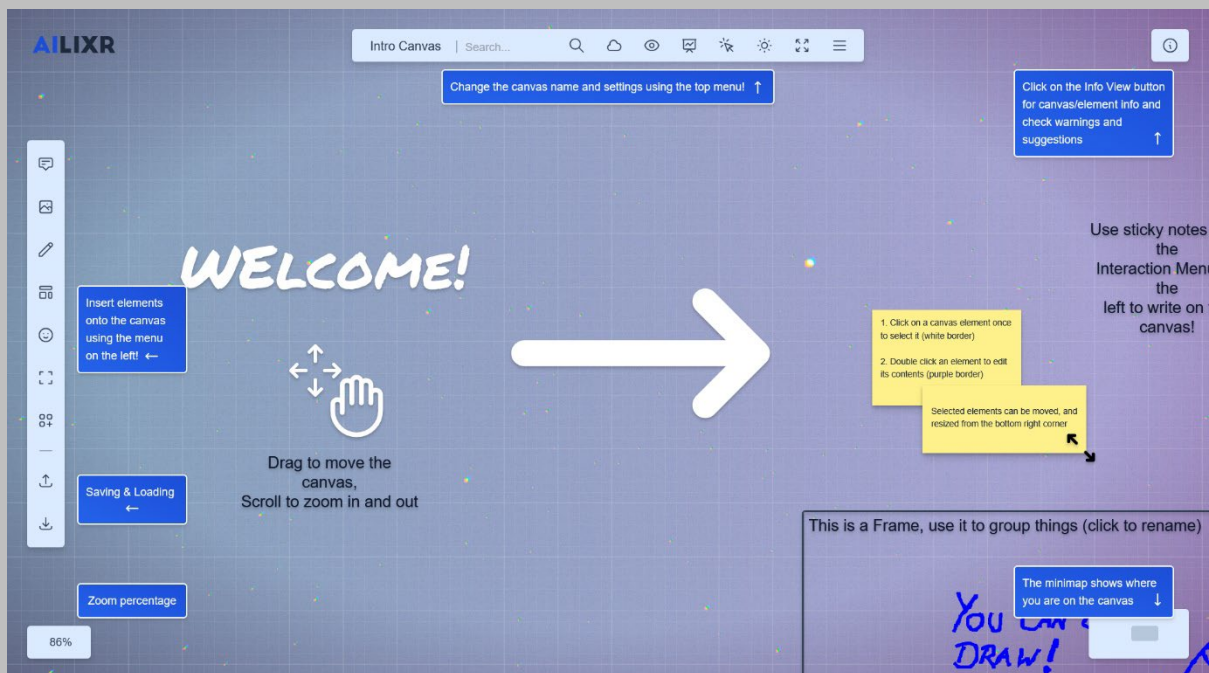 AILIXR
Intro Canvas | Search...
Change the canvas name and settings using the top menu! ↑
Click on the Info View button
for canvas/element info and
check warnings and
suggestions ↑
WELCOME!
Use sticky notes
the
Interaction Menu
the
left to write on
canvas!
Insert elements
onto the canvas
using the menu
on the left! ←
1. Click on a canvas element once
to select it (white border)
2. Double click an element to edit
its contents (purple border)
Selected elements can be moved, and
resized from the bottom right corner
Drag to move the
canvas,
Scroll to zoom in and out
Saving & Loading
←
This is a Frame, use it to group things (click to rename)
Zoom percentage
The minimap shows where
you are on the canvas ↓
YOU CAN
DRAW!
86%